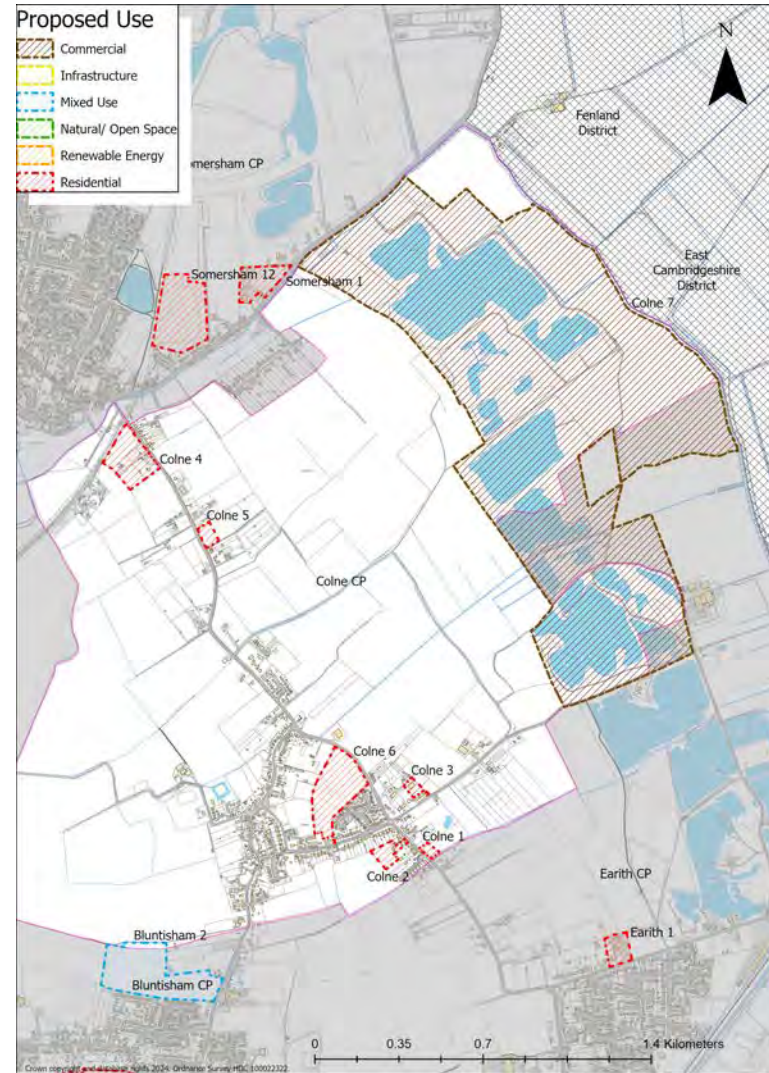 Proposed Use
Commercial
Infrastructure
Mixed Use
Natural/ Open Space
Renewable Energy
Residential
N
Fenland
District
omersham CP
East
Cambridgeshire
District
Somersham 12
Somersham 1
Colne 7
Colne 4
Colne 5
Colne CP
Colne 6
Colne 3
Colne 1
Colne 2
Earith CP
Bluntisham 2
Earith 1
Bluntisham CP
0 0.35 0.7 1.4 Kilometers
Crown copyright and database rights 2024. Ordnance Survey HDC 100022322